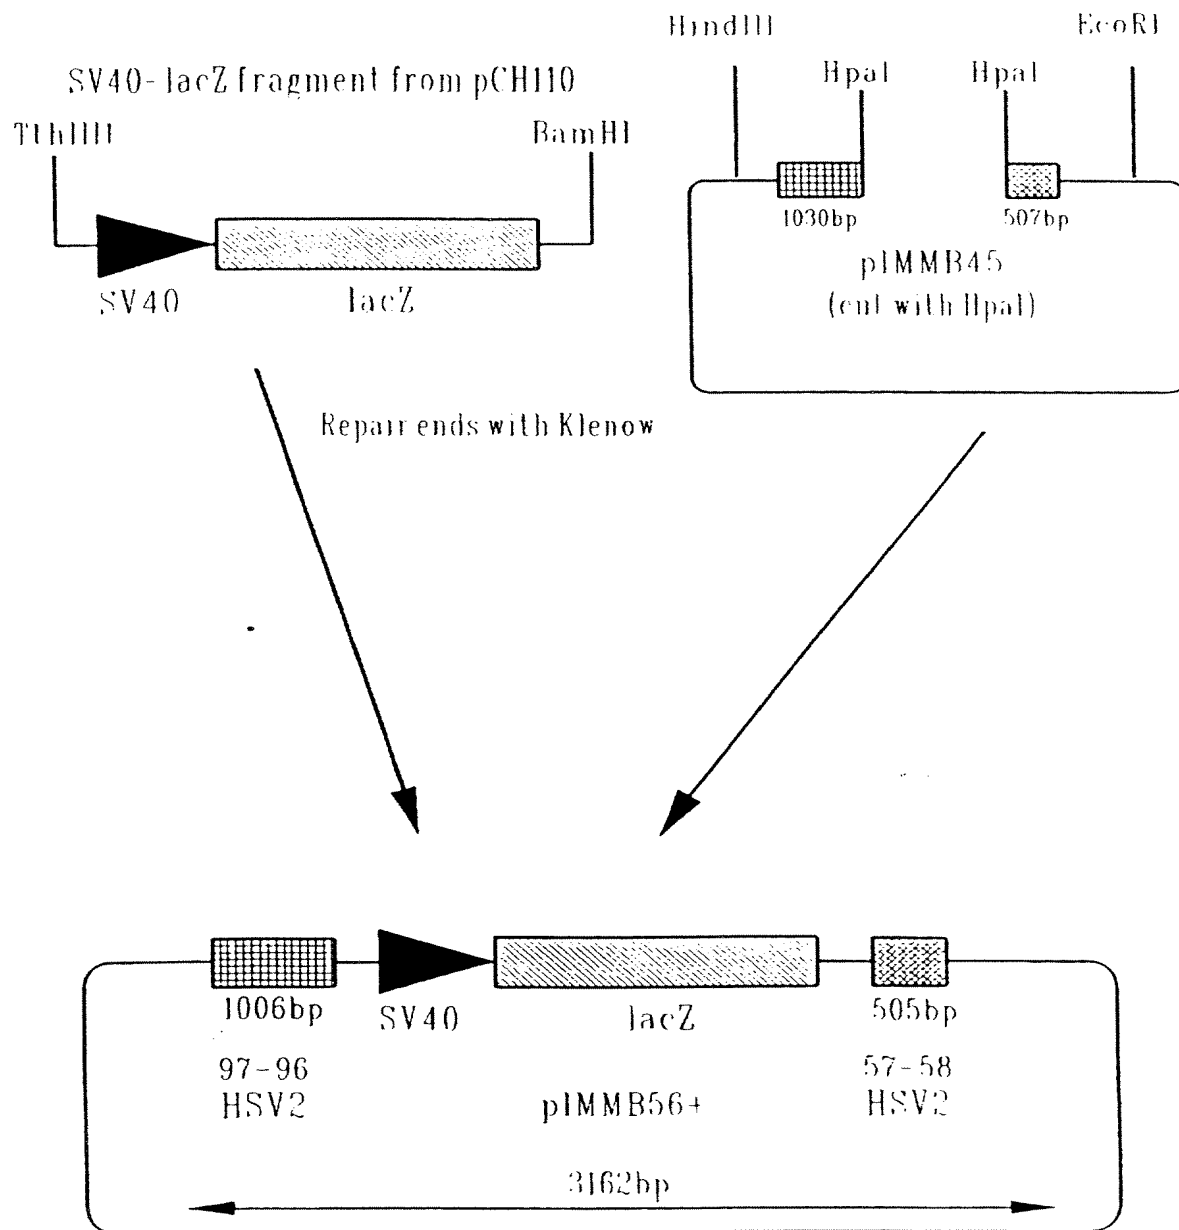 HindIII
EcoRI
SV40-lacZ fragment from pCH110
HpaI
HpaI
TthIIII
BamHI
1030bp
507bp
pIMMB45
(cut with HpaI)
SV40
lacZ
Repair ends with Klenow
1006bp
SV40
lacZ
505bp
97-96
HSV2
pIMMB56+
57-58
HSV2
3162bp